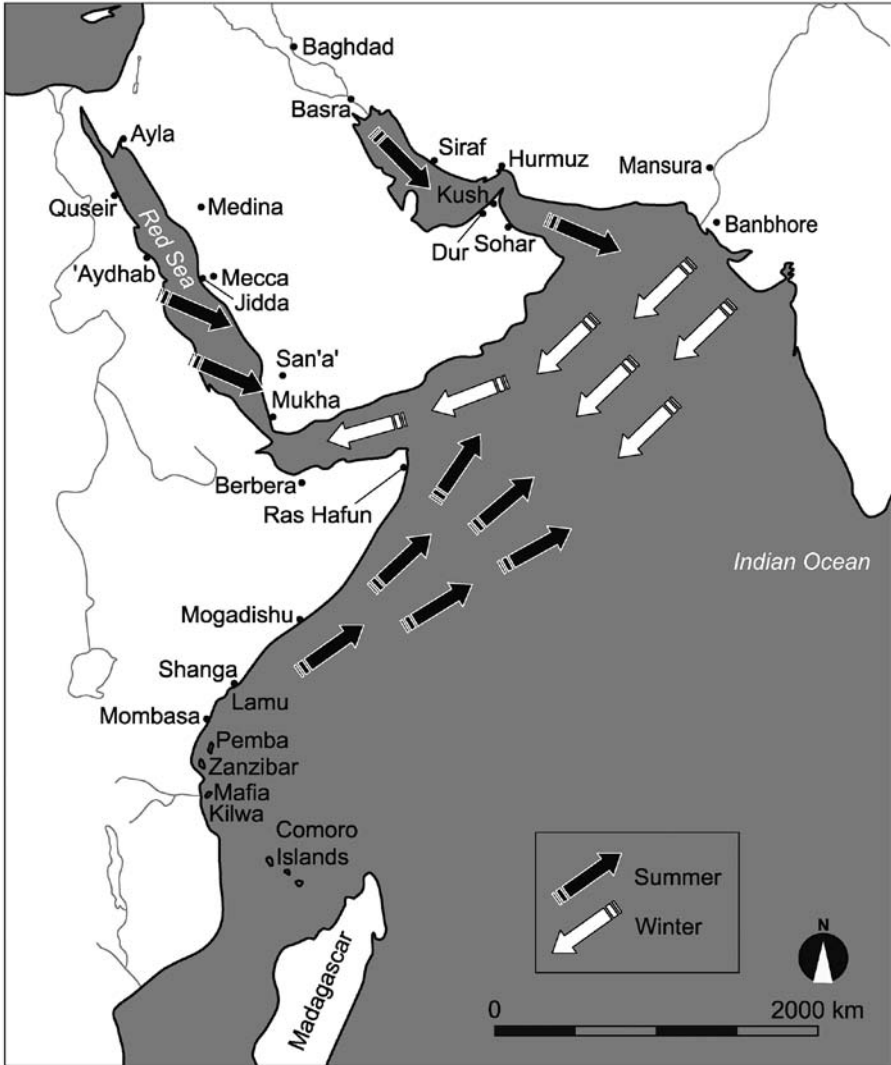 Baghdad
Basra
Ayla
Siraf
Hurmuz
Mansura
Kush
Quseir
Medina
Red Sea
Dur
Sohar
Banbhore
'Aydhab
Mecca
Jidda
San'a'
Mukha
Berbera
Ras Hafun
Indian Ocean
Mogadishu
Shanga
Lamu
Mombasa
Pemba
Zanzibar
Mafia
Kilwa
Comoro
Islands
Madagascar
Summer
Winter
N
0 2000 km